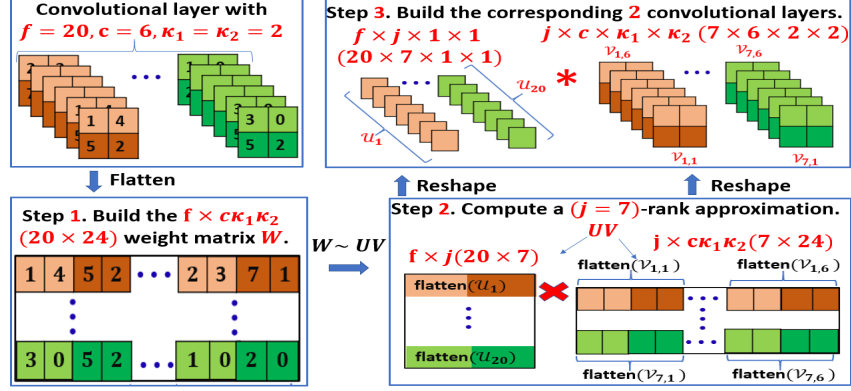 Convolutional layer with
f = 20, c = 6, κ₁ = κ₂ = 2
1 4
5 2
3 0
5 2
Flatten
Step 1. Build the f × cκ₁κ₂
(20 × 24) weight matrix W.
1 4 5 2 ••• 2 3 7 1
3 0 5 2 ... 1 0 2 0
W~ UV
Step 3. Build the corresponding 2 convolutional layers.
f × j × 1 × 1
(20 × 7 × 1 × 1)
j × c × κ₁ × κ₂ (7 × 6 × 2 × 2)
𝒰₁
𝒰₂₀
*
𝒱₁,₆
𝒱₇,₆
𝒱₁,₁
𝒱₇,₁
Reshape
Reshape
Step 2. Compute a (j = 7)-rank approximation.
UV
f × j(20 × 7)
j × cκ₁κ₂(7 × 24)
flatten(𝒱₁,₁)
flatten(𝒱₁,₆)
flatten(𝒰₁)
flatten(𝒰₂₀)
flatten(𝒱₇,₁)
flatten(𝒱₇,₆)